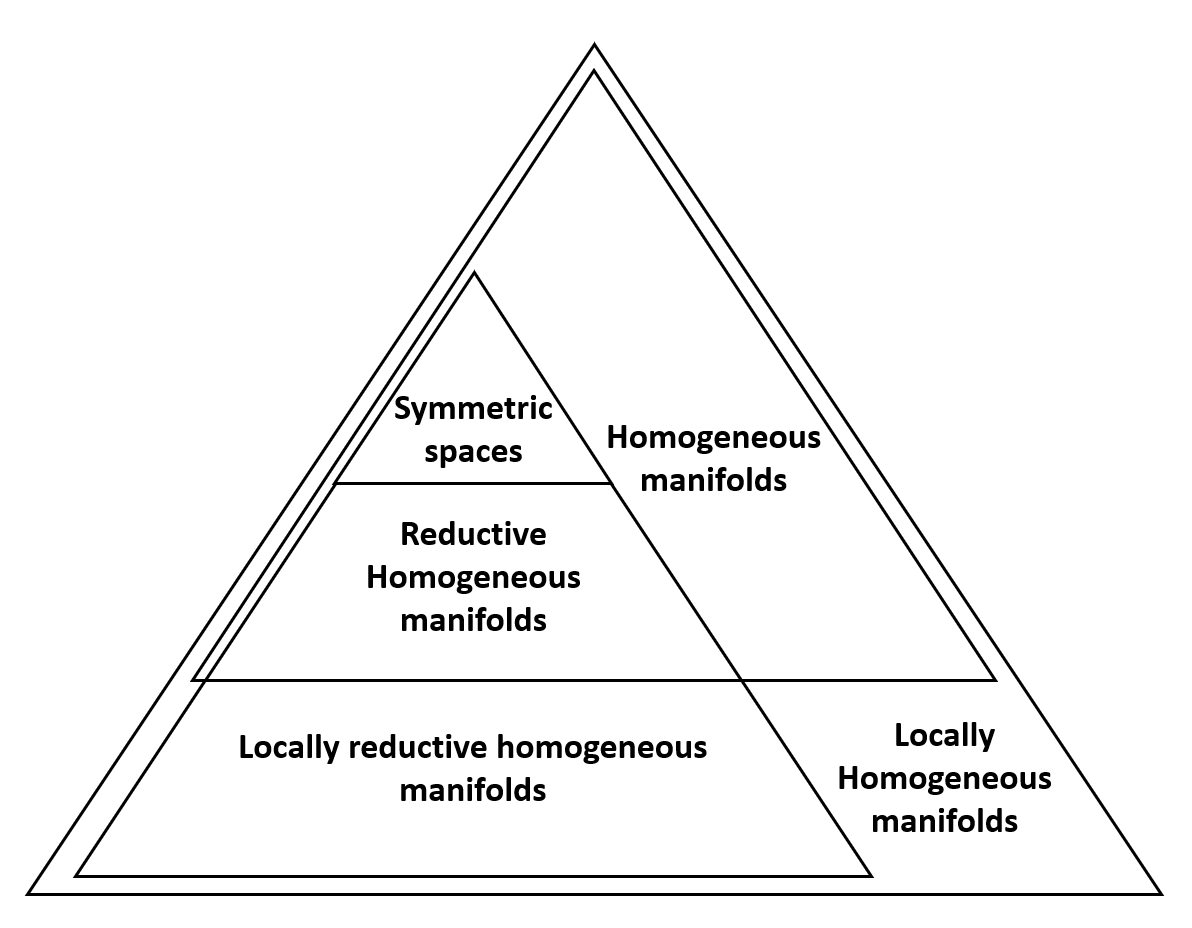 Symmetric
spaces
Homogeneous
manifolds
Reductive
Homogeneous
manifolds
Locally reductive homogeneous
manifolds
Locally
Homogeneous
manifolds